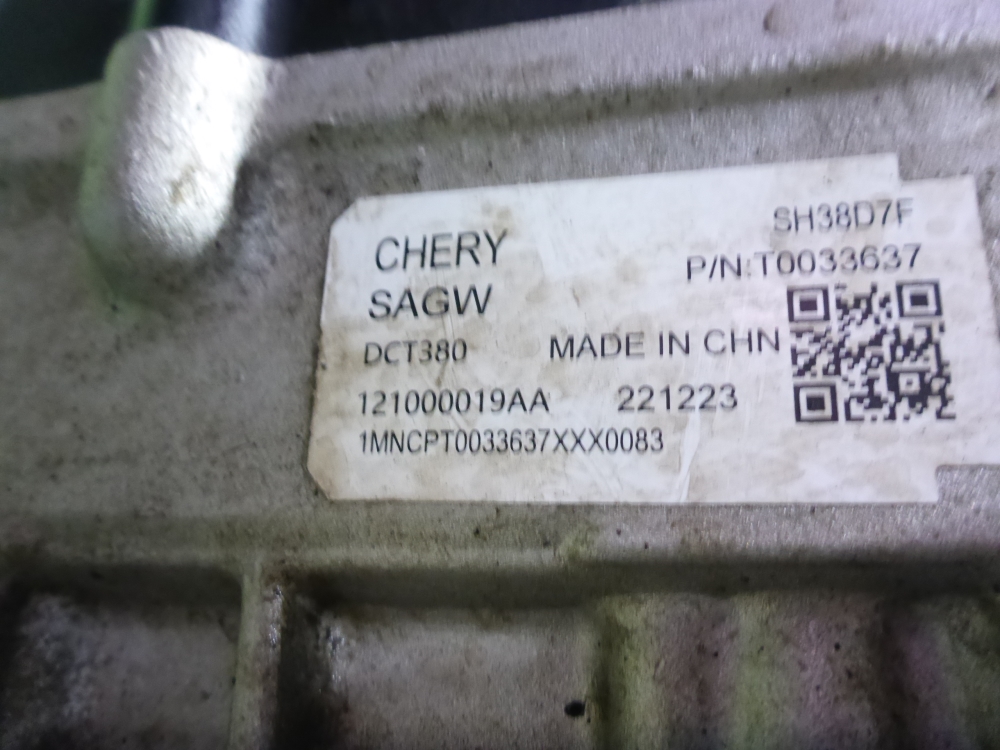 SH38D7F
CHERY
P/N:T0033637
SAGW
DCT380 MADE IN CHN
121000019AA 221223
1MNCPT0033637XXX0083